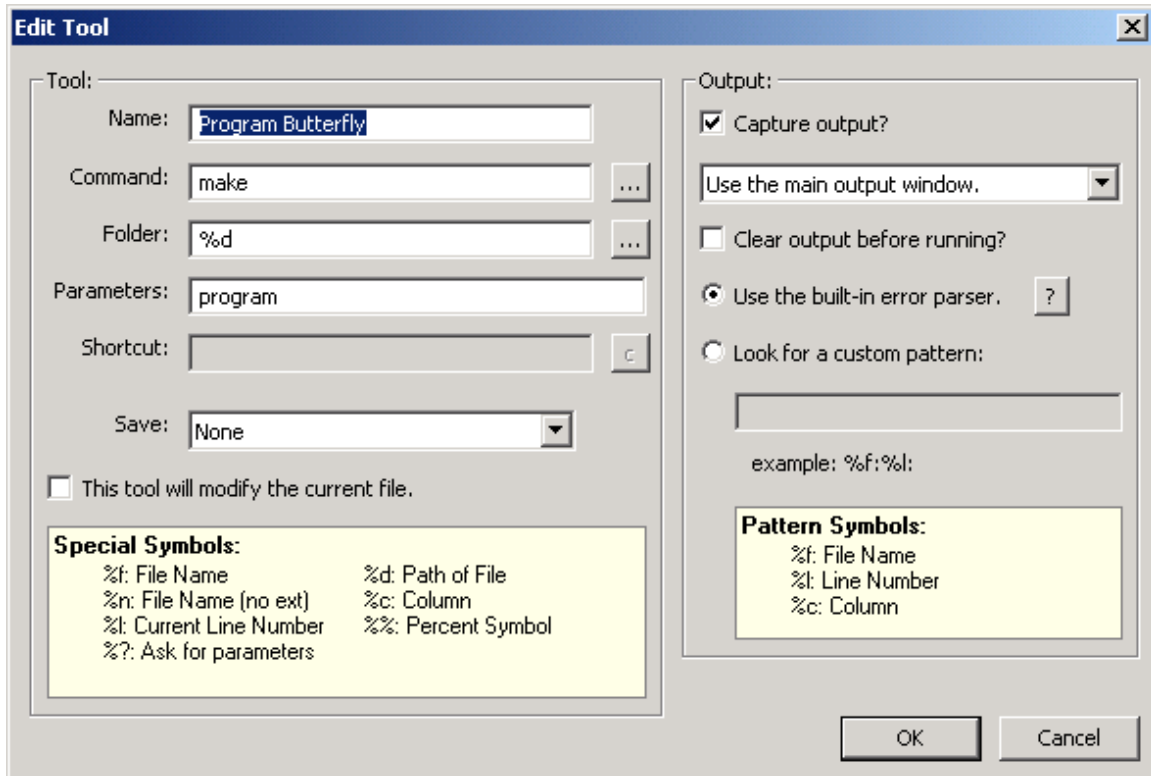 Edit Tool
Tool:
Name: Program Butterfly
Command: make ...
Folder: %d ...
Parameters: program
Shortcut: c
Save: None
This tool will modify the current file.
Special Symbols:
%f: File Name %d: Path of File
%n: File Name (no ext) %c: Column
%l: Current Line Number %%: Percent Symbol
%?: Ask for parameters
Output:
Capture output?
Use the main output window.
Clear output before running?
Use the built-in error parser. ?
Look for a custom pattern:
example: %f:%l:
Pattern Symbols:
%f: File Name
%l: Line Number
%c: Column
OK Cancel